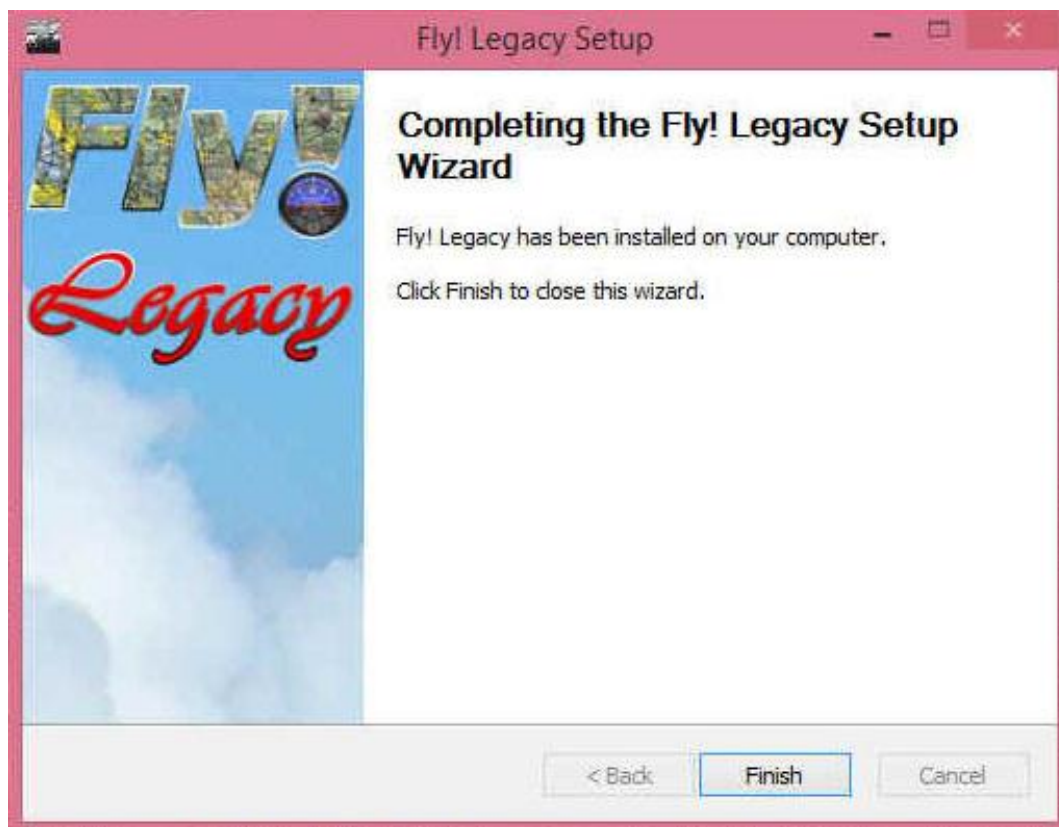 Fly! Legacy Setup
Fly!
Legacy
Completing the Fly! Legacy Setup
Wizard
Fly! Legacy has been installed on your computer.
Click Finish to close this wizard.
< Back Finish Cancel